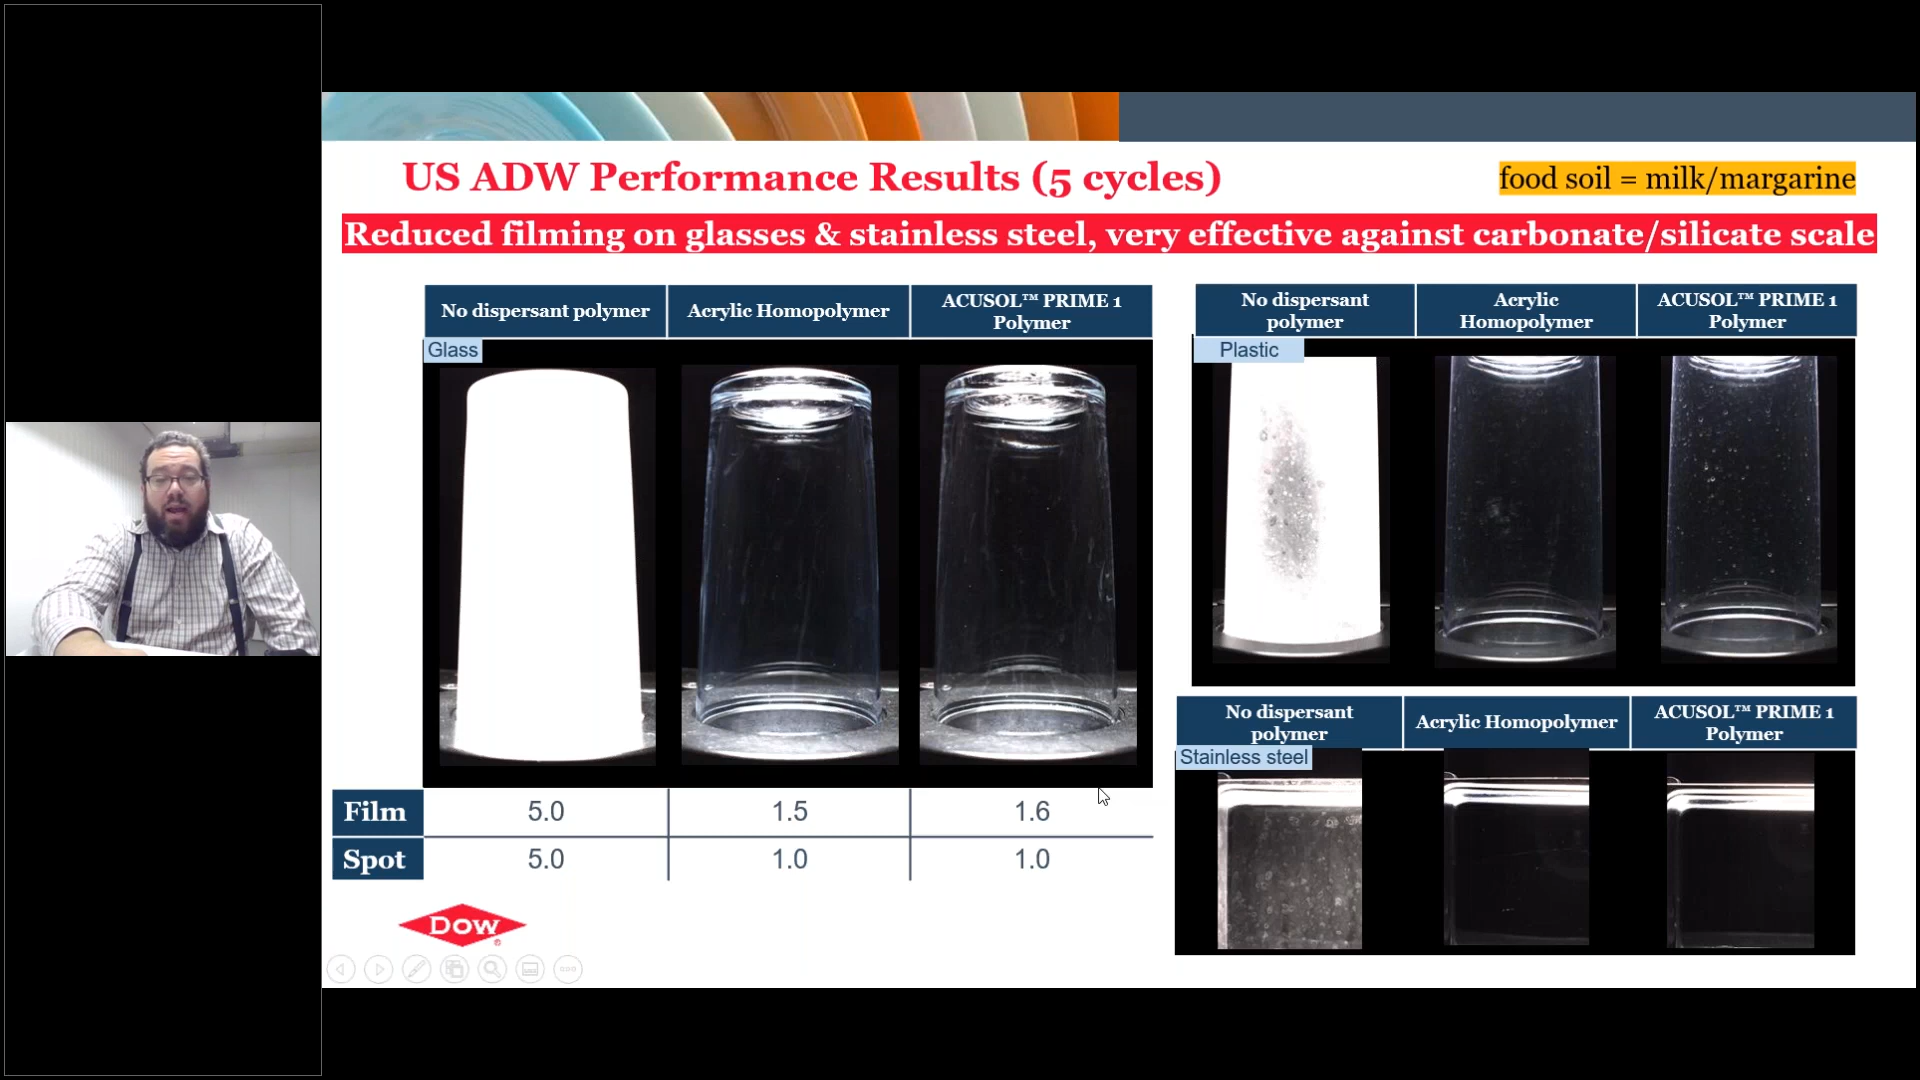 US ADW Performance Results (5 cycles)
food soil = milk/margarine
Reduced filming on glasses & stainless steel, very effective against carbonate/silicate scale
No dispersant polymer
Acrylic Homopolymer
ACUSOL™ PRIME 1
Polymer
Glass
Film 5.0 1.5 1.6
Spot 5.0 1.0 1.0
No dispersant
polymer
Acrylic
Homopolymer
ACUSOL™ PRIME 1
Polymer
Plastic
No dispersant
polymer
Acrylic Homopolymer
ACUSOL™ PRIME 1
Polymer
Stainless steel
DOW
®